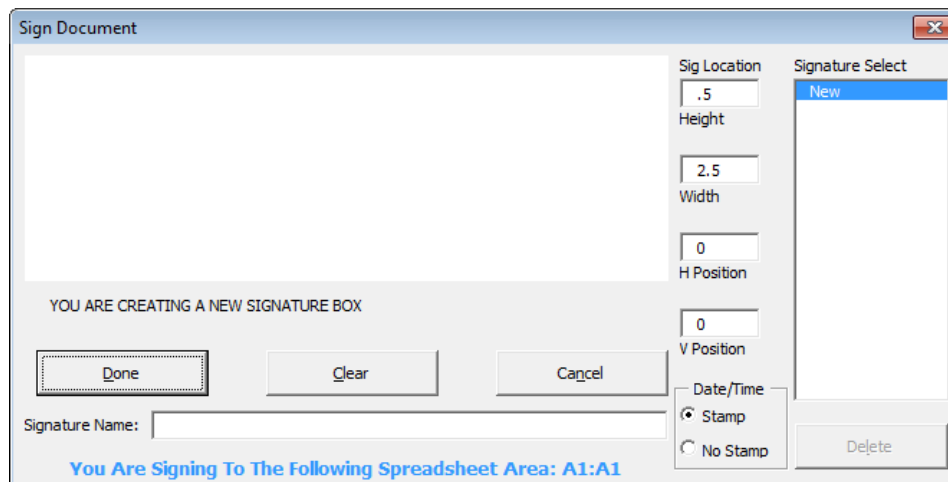 Sign Document
Sig Location
.5
Height
2.5
Width
0
H Position
0
V Position
Signature Select
New
YOU ARE CREATING A NEW SIGNATURE BOX
Done
Clear
Cancel
Date/Time
Stamp
No Stamp
Signature Name:
Delete
You Are Signing To The Following Spreadsheet Area: A1:A1